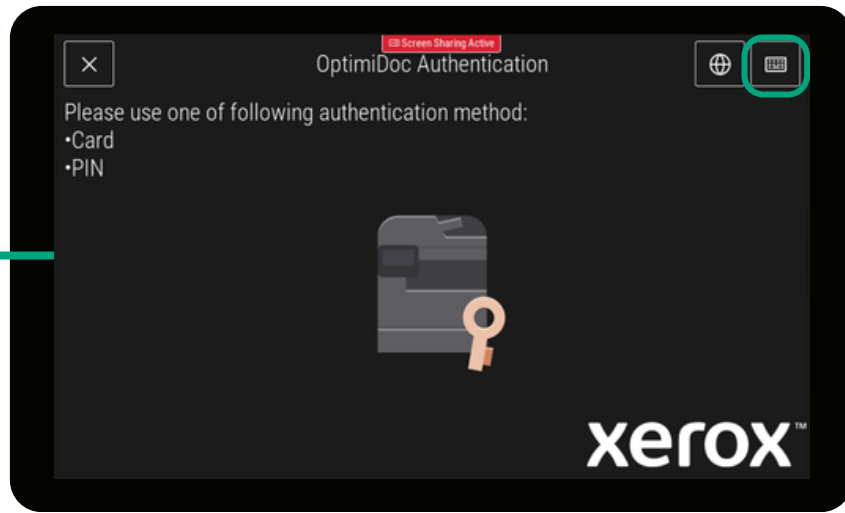 Screen Sharing Active
OptimiDoc Authentication
Please use one of following authentication method:
•Card
•PIN
xerox™